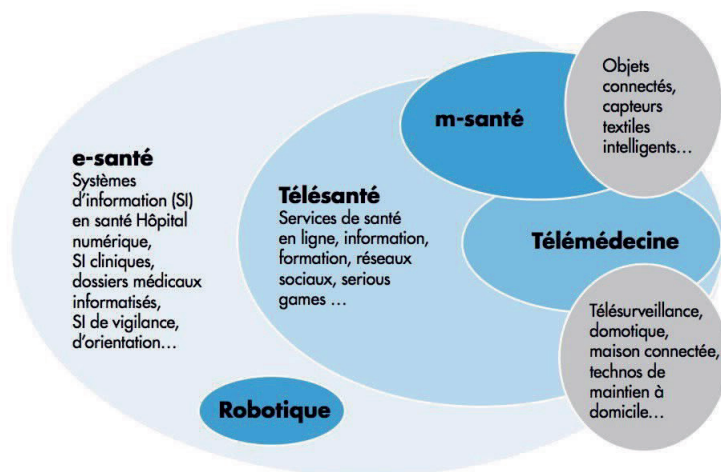 e-santé
Systèmes
d'information (SI)
en santé Hôpital
numérique,
SI cliniques,
dossiers médicaux
informatisés,
SI de vigilance,
d'orientation...
Télésanté
Services de santé
en ligne, information,
formation, réseaux
sociaux, serious
games ...
m-santé
Objets
connectés,
capteurs
textiles
intelligents...
Télémédecine
Télésurveillance,
domotique,
maison connectée,
technos de
maintien à
domicile...
Robotique